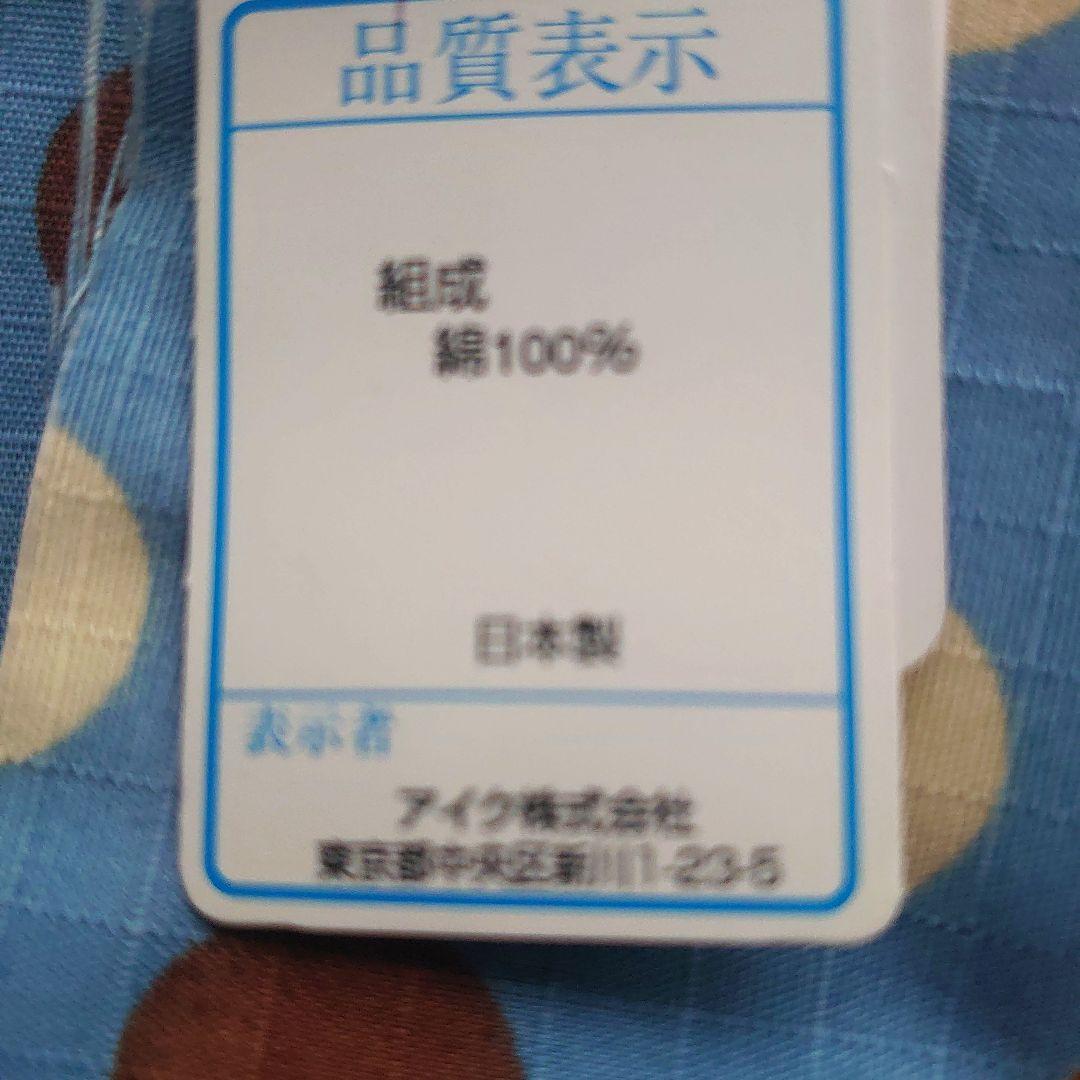 品質表示
組成
綿100%
日本製
表示者
アイク株式会社
東京都中央区新川1-23-5